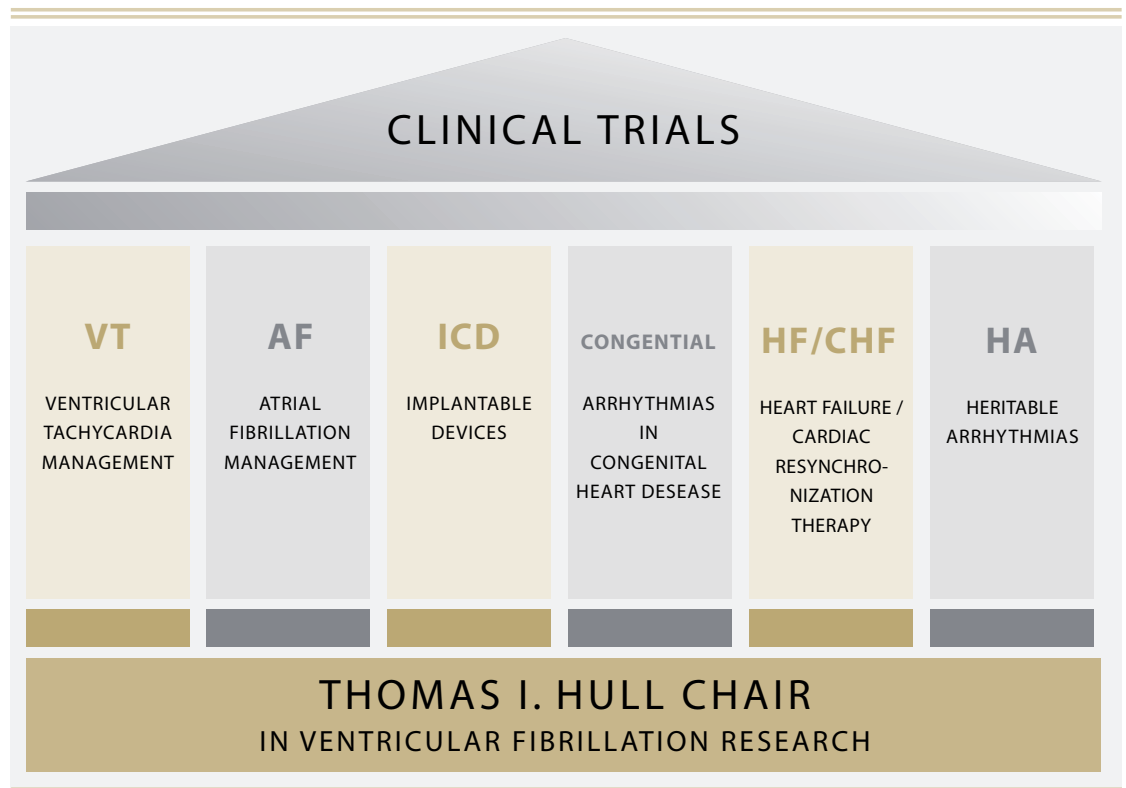 CLINICAL TRIALS
VT
VENTRICULAR
TACHYCARDIA
MANAGEMENT
AF
ATRIAL
FIBRILLATION
MANAGEMENT
ICD
IMPLANTABLE
DEVICES
CONGENTIAL
ARRHYTHMIAS
IN
CONGENITAL
HEART DESEASE
HF/CHF
HEART FAILURE /
CARDIAC
RESYNCHRO-
NIZATION
THERAPY
HA
HERITABLE
ARRHYTHMIAS
THOMAS I. HULL CHAIR
IN VENTRICULAR FIBRILLATION RESEARCH